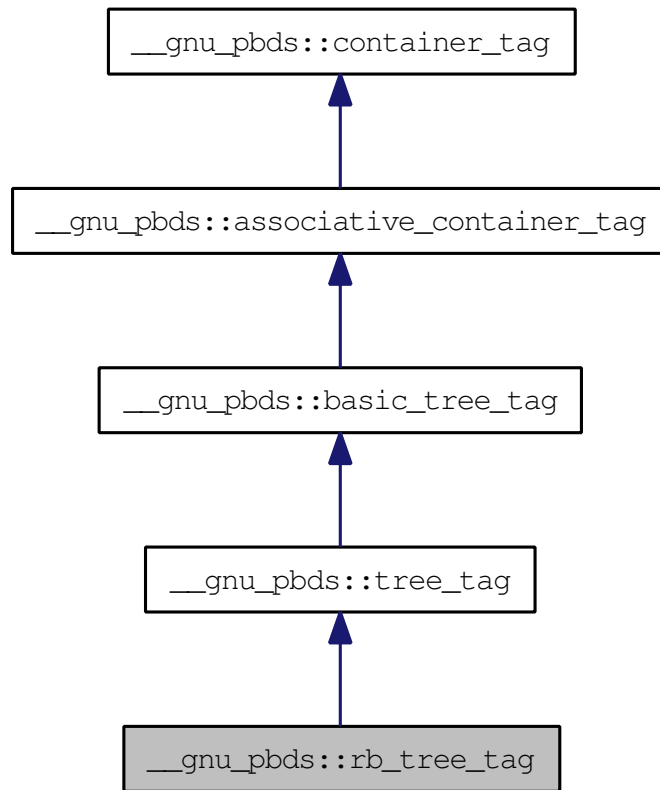 __gnu_pbds::container_tag
__gnu_pbds::associative_container_tag
__gnu_pbds::basic_tree_tag
__gnu_pbds::tree_tag
__gnu_pbds::rb_tree_tag